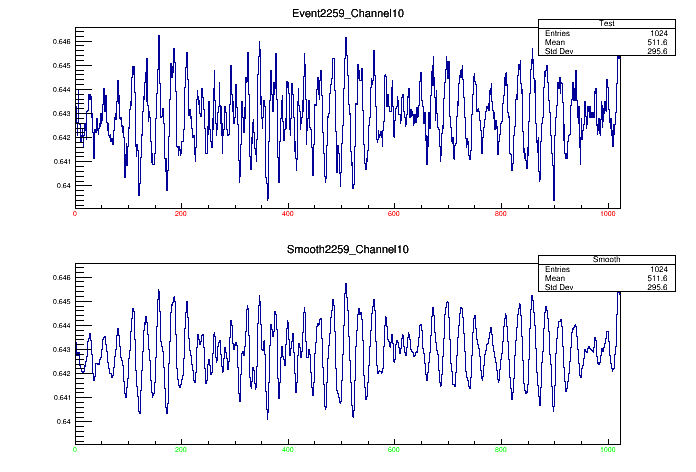 Event2259_Channel10
Test
Entries 1024
Mean 511.6
Std Dev 295.6
0.646
0.645
0.644
0.643
0.642
0.641
0.64
0 200 400 600 800 1000
Smooth2259_Channel10
Smooth
Entries 1024
Mean 511.6
Std Dev 295.6
0.646
0.645
0.644
0.643
0.642
0.641
0.64
0 200 400 600 800 1000